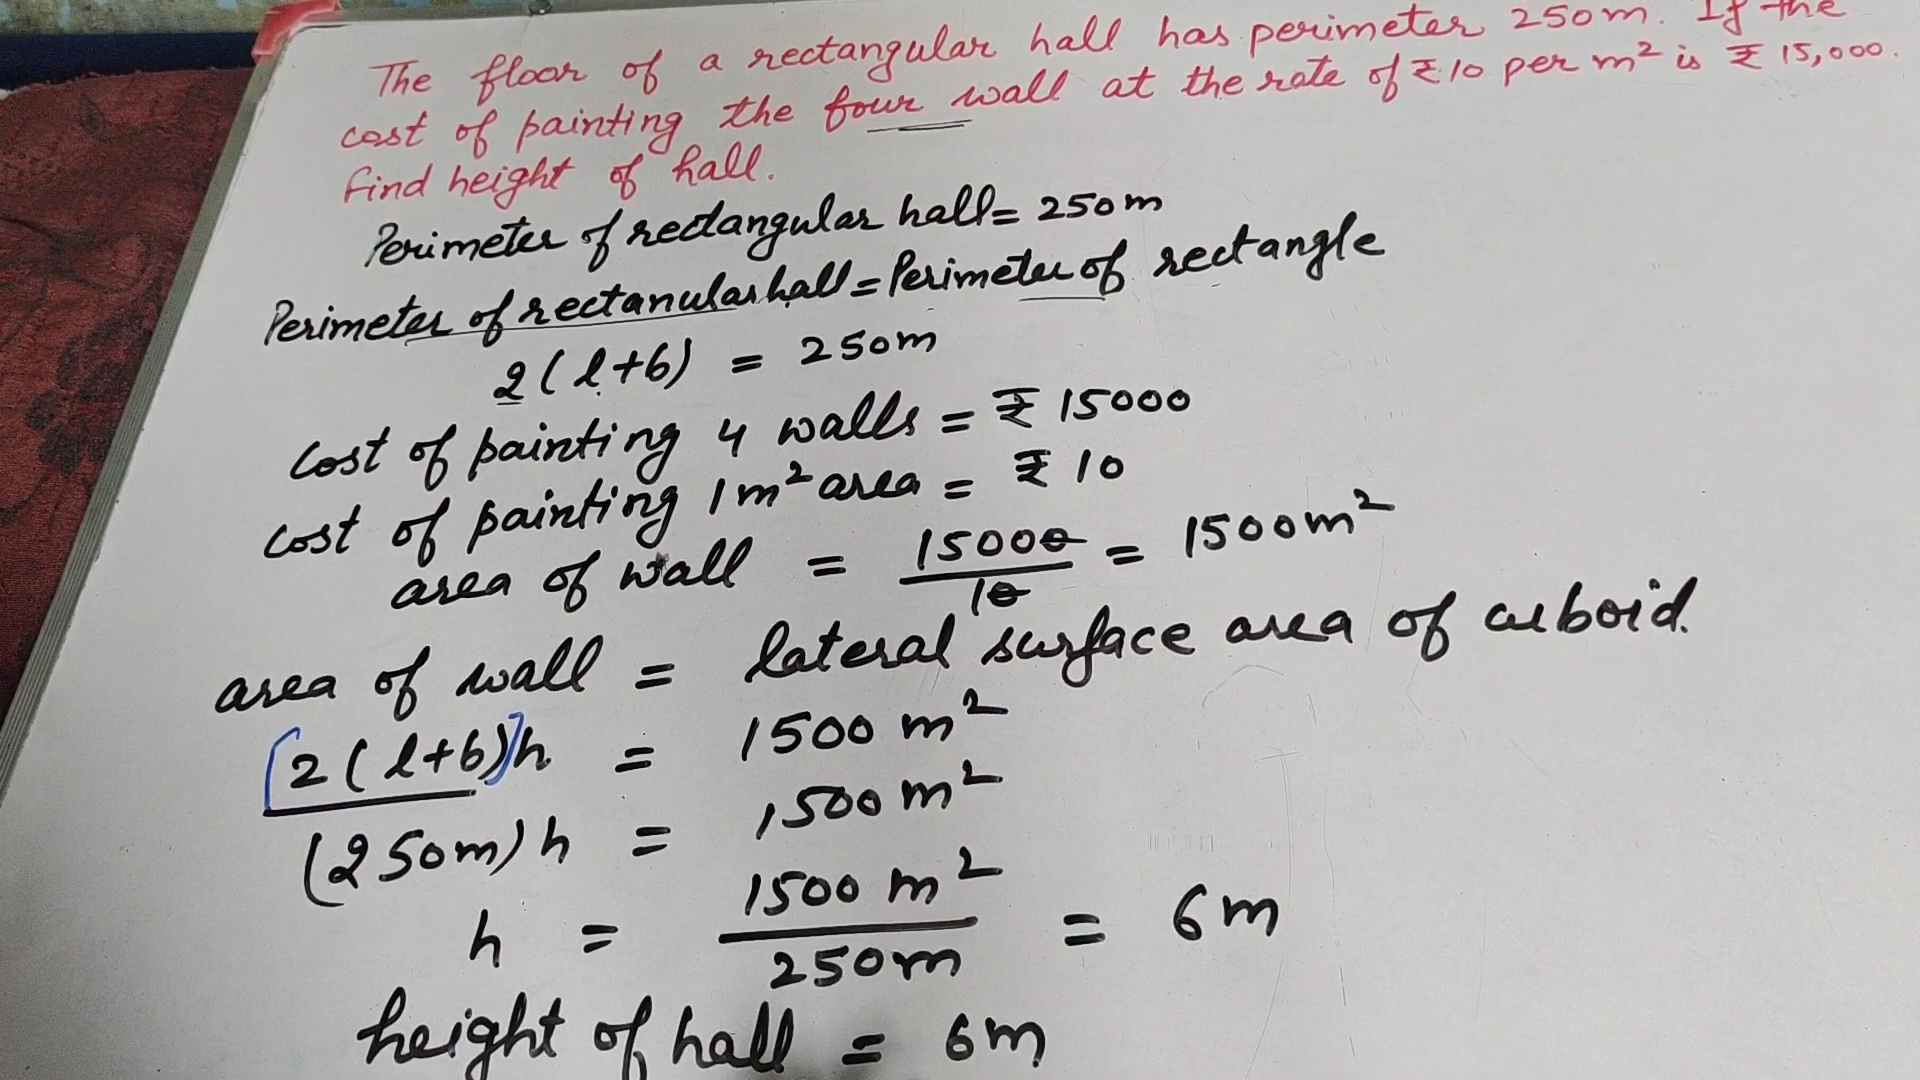 The floor of a rectangular hall has perimeter 250m. If the
cost of painting the four wall at the rate of ₹.10 per m² is ₹ 15,000.
find height of hall.
Perimeter of rectangular hall = 250m
Perimeter of rectanular hall = Perimeter of rectangle
2(l+b) = 250m
cost of painting 4 walls = ₹ 15000
cost of painting 1m² area = ₹ 10
area of wall = 15000/10 = 1500m²
area of wall = lateral surface area of cuboid.
[2(l+b)]h = 1500 m²
(250m)h = 1500 m²
h = 1500 m²/250m = 6m
height of hall = 6m